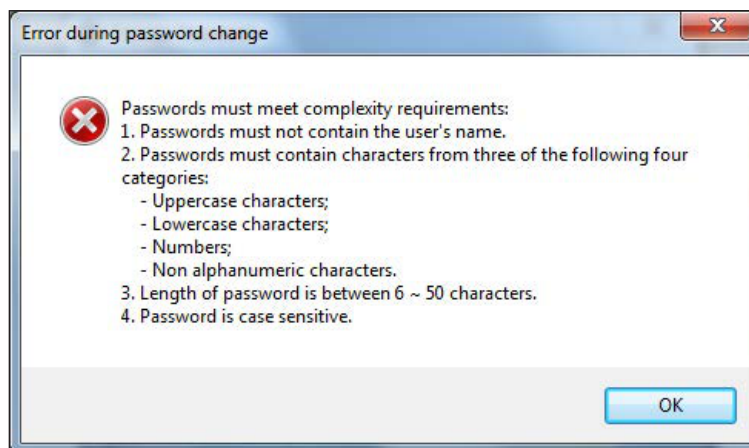 Error during password change
Passwords must meet complexity requirements:
1. Passwords must not contain the user's name.
2. Passwords must contain characters from three of the following four
categories:
- Uppercase characters;
- Lowercase characters;
- Numbers;
- Non alphanumeric characters.
3. Length of password is between 6 ~ 50 characters.
4. Password is case sensitive.
OK